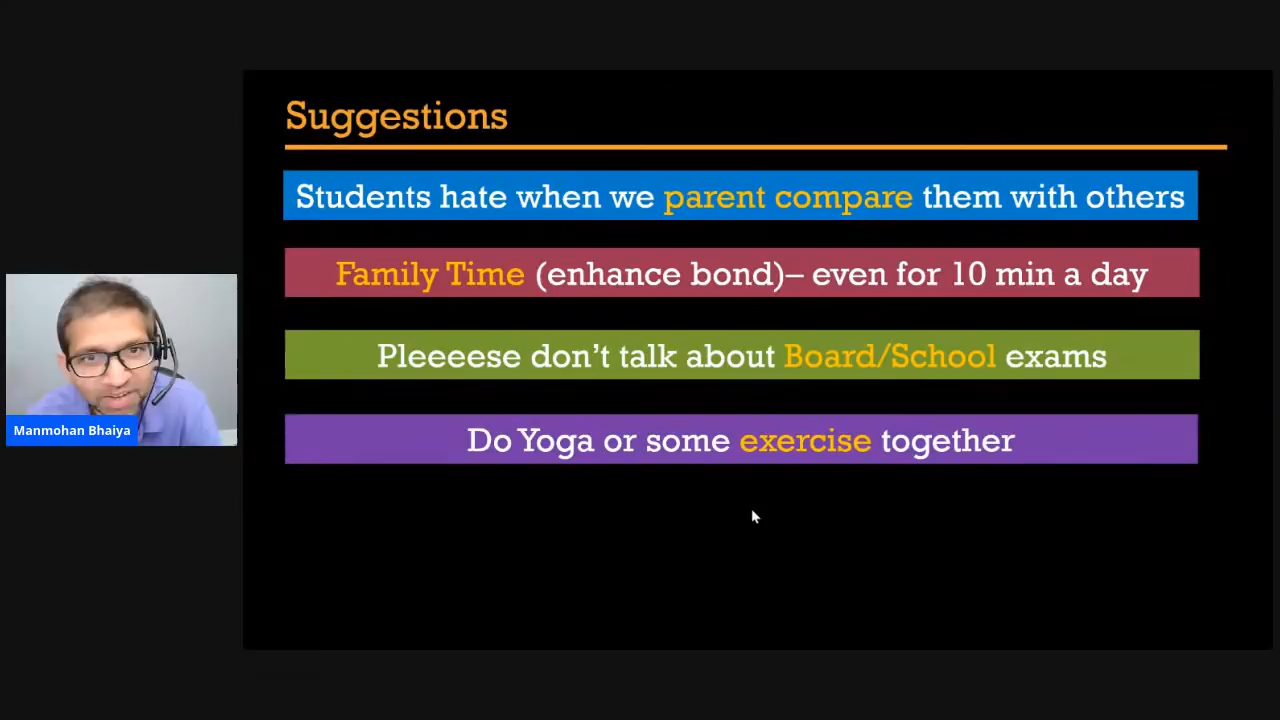 Suggestions
Students hate when we parent compare them with others
Family Time (enhance bond)– even for 10 min a day
Pleeeese don’t talk about Board/School exams
Do Yoga or some exercise together
Manmohan Bhaiya